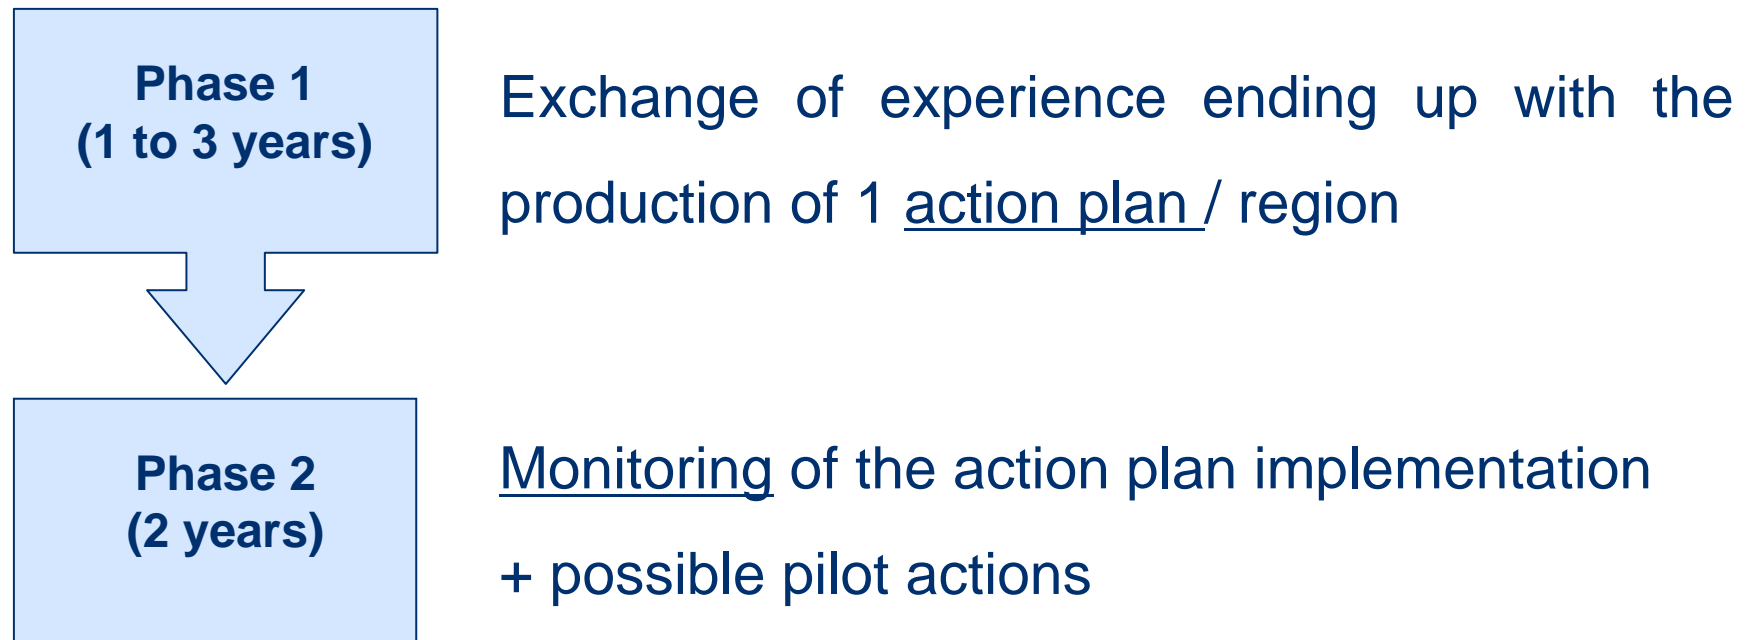 Phase 1
(1 to 3 years)
Exchange of experience ending up with the
production of 1 action plan / region
Phase 2
(2 years)
Monitoring of the action plan implementation
+ possible pilot actions